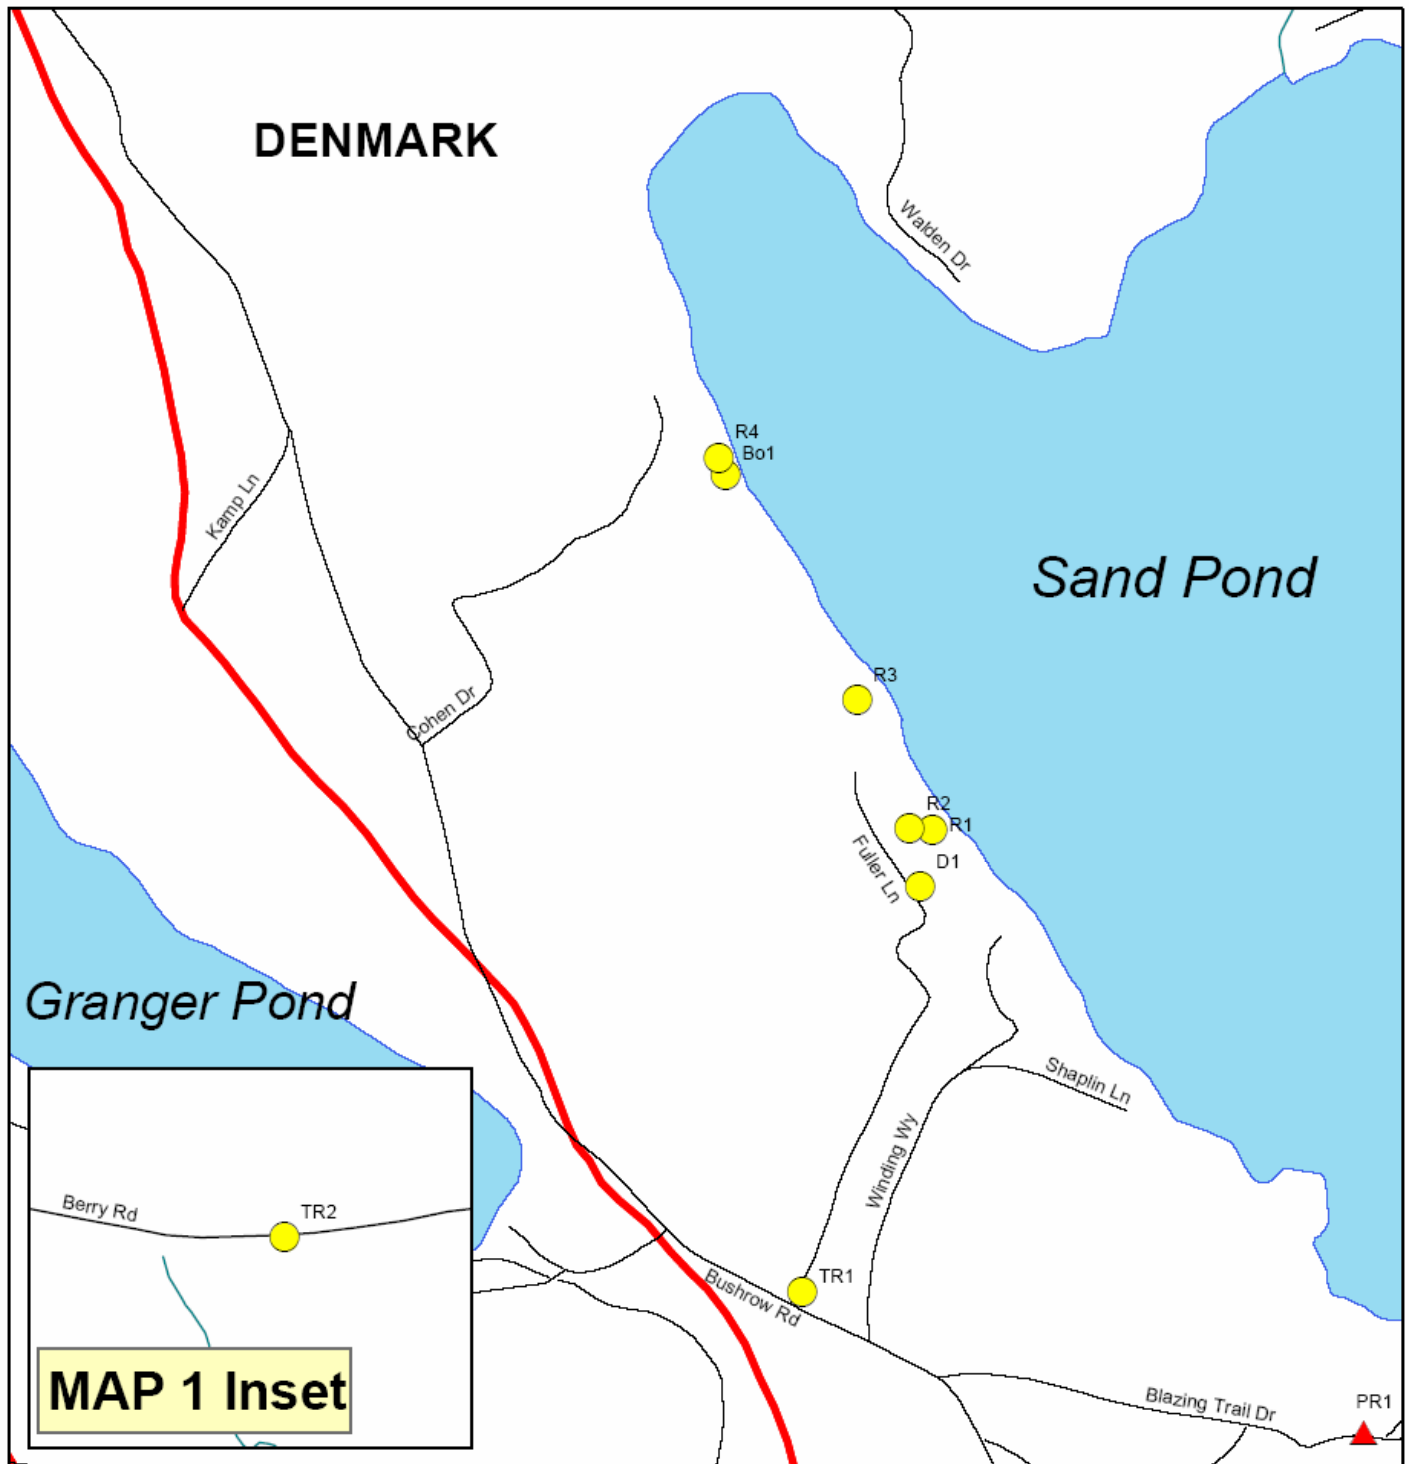 DENMARK
Walden Dr
R4
Bo1
Kamp Ln
Sand Pond
R3
Cohen Dr
R2
R1
Fuller Ln
D1
Granger Pond
Shaplin Ln
Winding Wy
Berry Rd
TR2
TR1
Bushrow Rd
MAP 1 Inset
Blazing Trail Dr
PR1